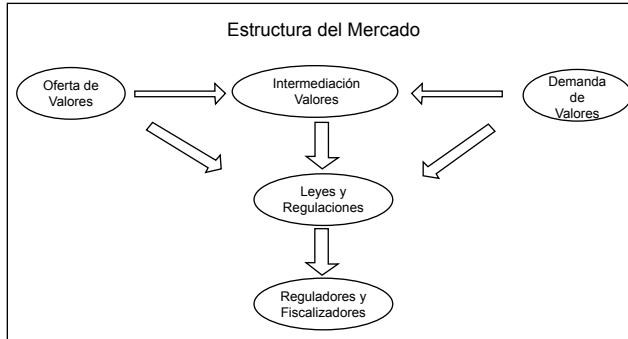 Estructura del Mercado
Oferta de
Valores
Intermediación
Valores
Demanda
de
Valores
Leyes y
Regulaciones
Reguladores y
Fiscalizadores